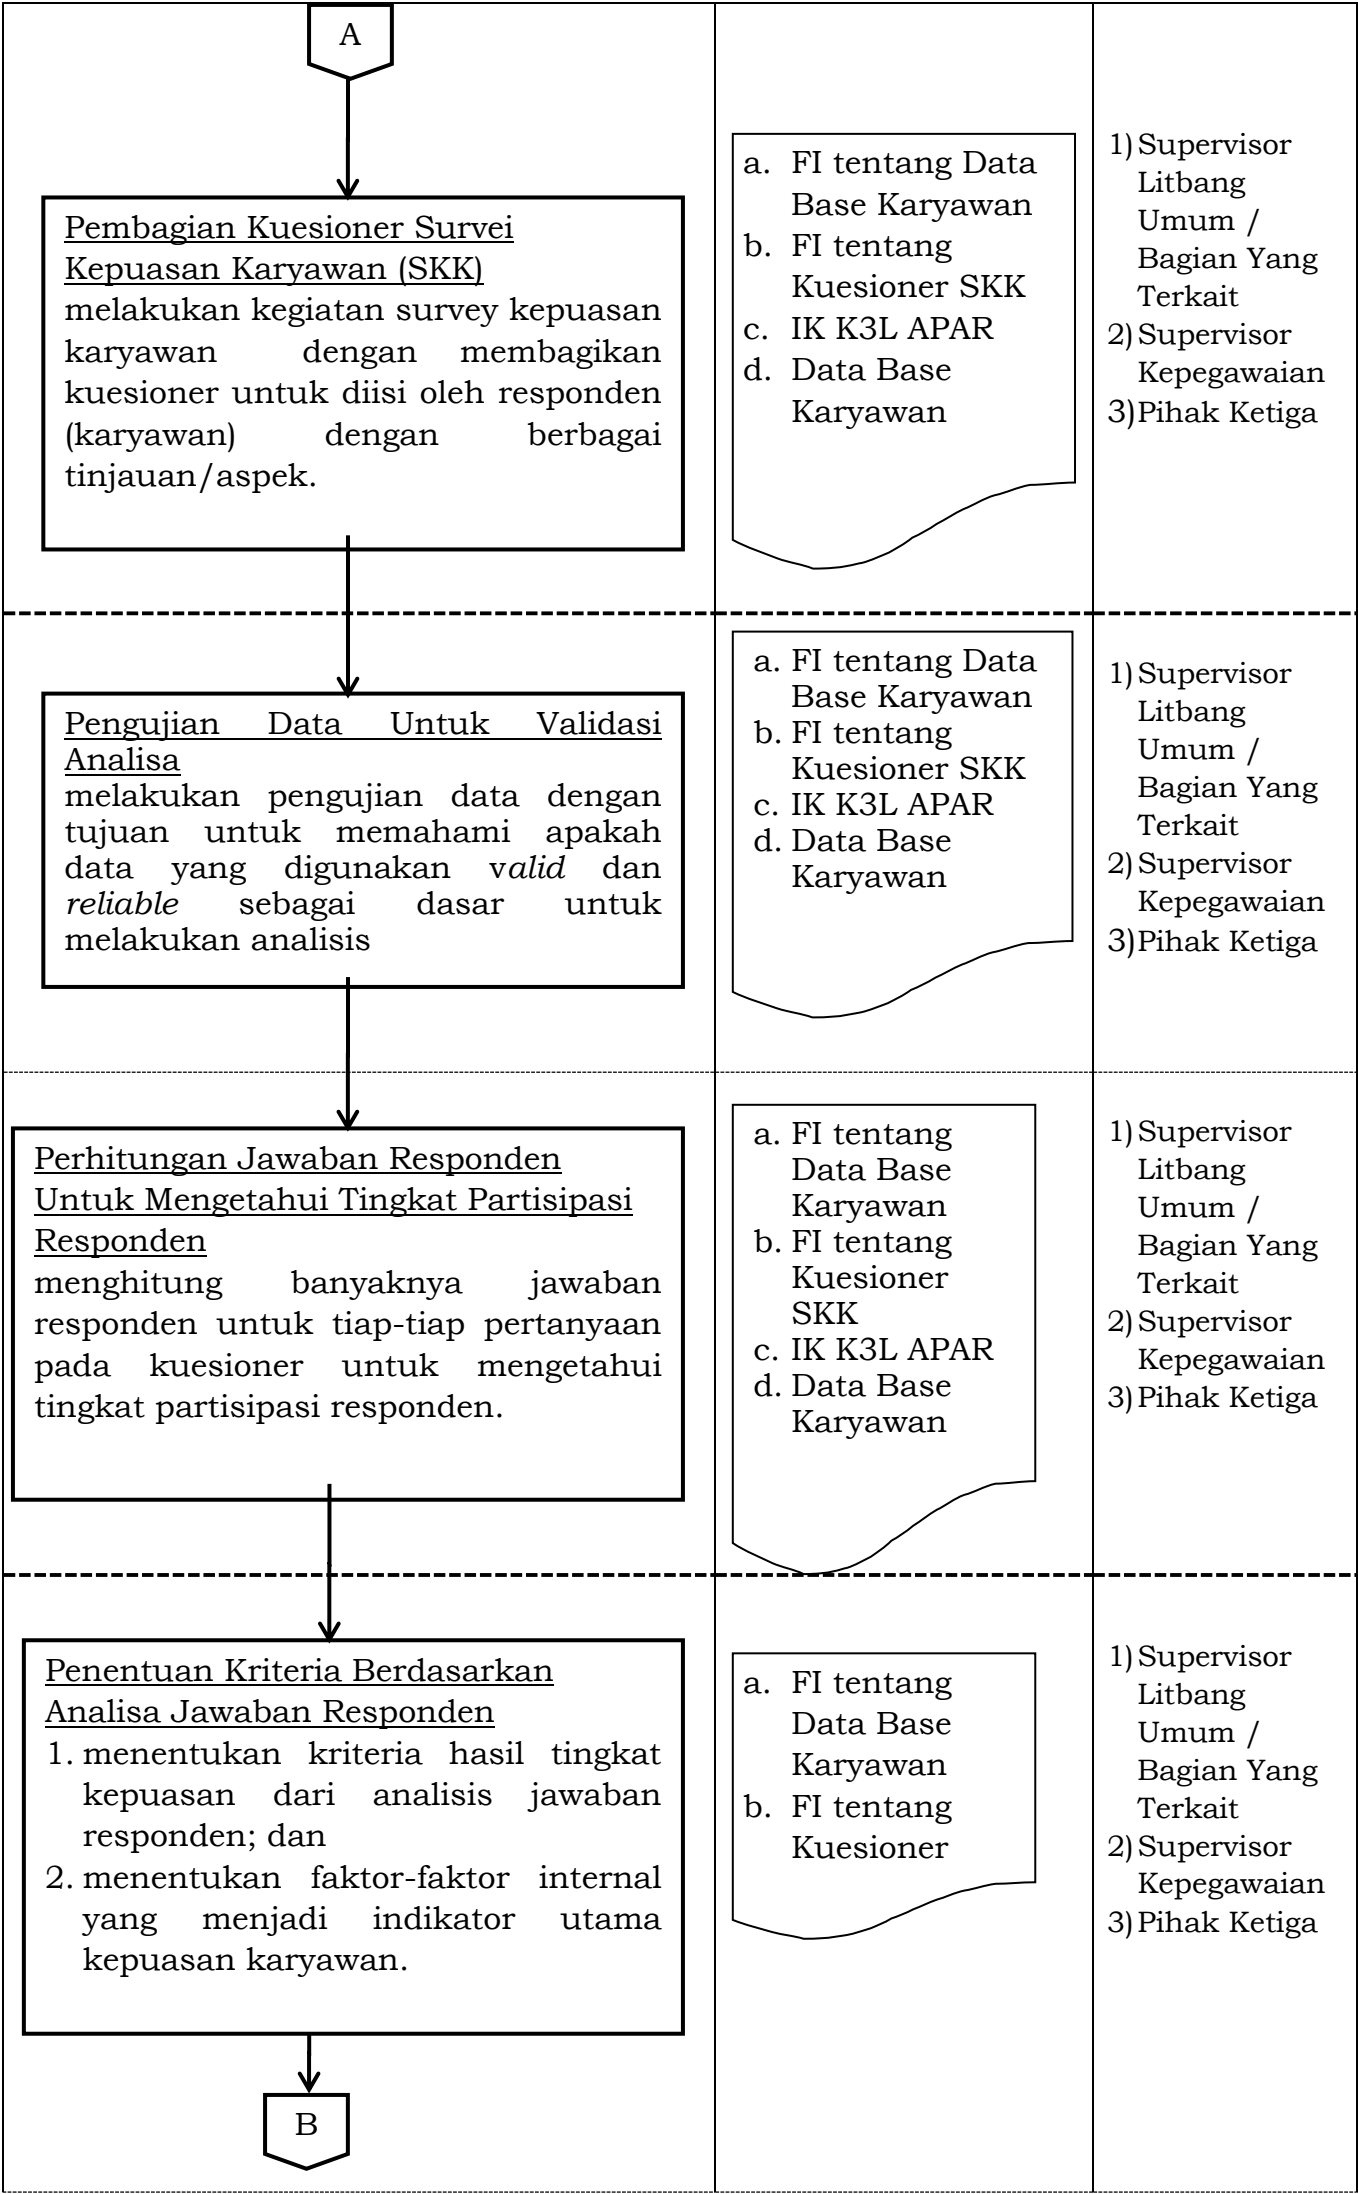 A
Pembagian Kuesioner Survei
Kepuasan Karyawan (SKK)
melakukan kegiatan survey kepuasan
karyawan dengan membagikan
kuesioner untuk diisi oleh responden
(karyawan) dengan berbagai
tinjauan/aspek.
a. FI tentang Data
Base Karyawan
b. FI tentang
Kuesioner SKK
c. IK K3L APAR
d. Data Base
Karyawan
1) Supervisor
Litbang
Umum /
Bagian Yang
Terkait
2) Supervisor
Kepegawaian
3) Pihak Ketiga
Pengujian Data Untuk Validasi
Analisa
melakukan pengujian data dengan
tujuan untuk memahami apakah
data yang digunakan valid dan
reliable sebagai dasar untuk
melakukan analisis
a. FI tentang Data
Base Karyawan
b. FI tentang
Kuesioner SKK
c. IK K3L APAR
d. Data Base
Karyawan
1) Supervisor
Litbang
Umum /
Bagian Yang
Terkait
2) Supervisor
Kepegawaian
3) Pihak Ketiga
Perhitungan Jawaban Responden
Untuk Mengetahui Tingkat Partisipasi
Responden
menghitung banyaknya jawaban
responden untuk tiap-tiap pertanyaan
pada kuesioner untuk mengetahui
tingkat partisipasi responden.
a. FI tentang
Data Base
Karyawan
b. FI tentang
Kuesioner
SKK
c. IK K3L APAR
d. Data Base
Karyawan
1) Supervisor
Litbang
Umum /
Bagian Yang
Terkait
2) Supervisor
Kepegawaian
3) Pihak Ketiga
Penentuan Kriteria Berdasarkan
Analisa Jawaban Responden
1. menentukan kriteria hasil tingkat
kepuasan dari analisis jawaban
responden; dan
2. menentukan faktor-faktor internal
yang menjadi indikator utama
kepuasan karyawan.
a. FI tentang
Data Base
Karyawan
b. FI tentang
Kuesioner
1) Supervisor
Litbang
Umum /
Bagian Yang
Terkait
2) Supervisor
Kepegawaian
3) Pihak Ketiga
B